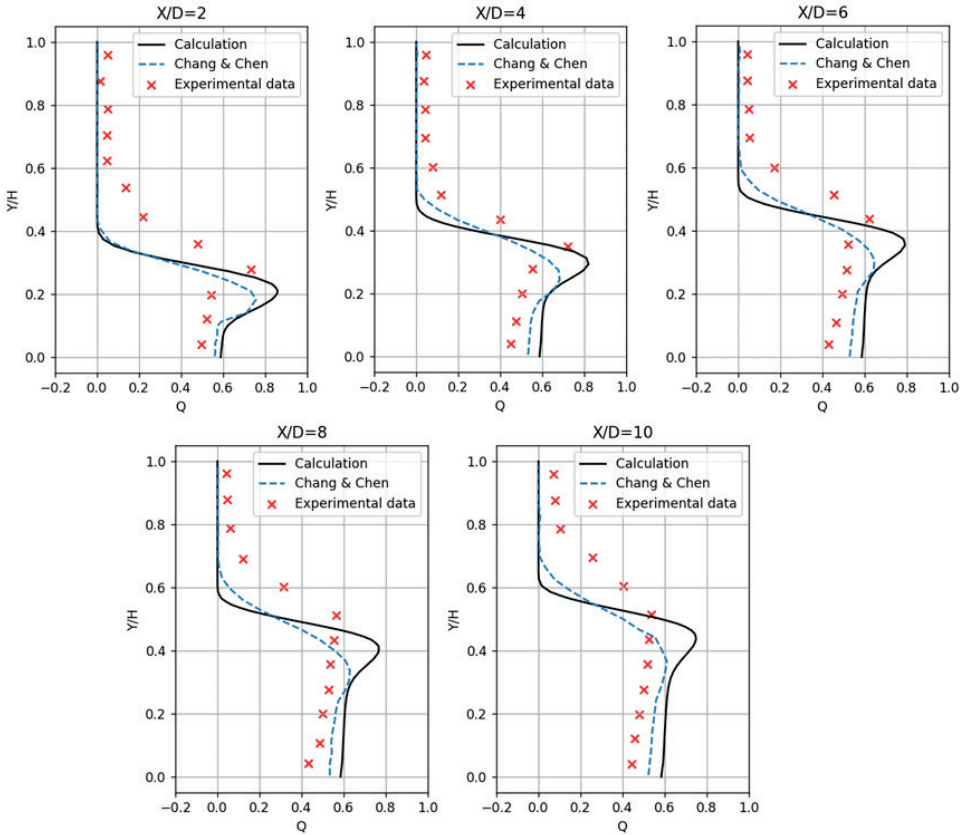 X/D=2
Calculation
Chang & Chen
Experimental data
Y/H
1.0
0.8
0.6
0.4
0.2
0.0
−0.2 0.0 0.2 0.4 0.6 0.8 1.0
Q
X/D=4
Calculation
Chang & Chen
Experimental data
Y/H
1.0
0.8
0.6
0.4
0.2
0.0
−0.2 0.0 0.2 0.4 0.6 0.8 1.0
Q
X/D=6
Calculation
Chang & Chen
Experimental data
Y/H
1.0
0.8
0.6
0.4
0.2
0.0
−0.2 0.0 0.2 0.4 0.6 0.8 1.0
Q
X/D=8
Calculation
Chang & Chen
Experimental data
Y/H
1.0
0.8
0.6
0.4
0.2
0.0
−0.2 0.0 0.2 0.4 0.6 0.8 1.0
Q
X/D=10
Calculation
Chang & Chen
Experimental data
Y/H
1.0
0.8
0.6
0.4
0.2
0.0
−0.2 0.0 0.2 0.4 0.6 0.8 1.0
Q